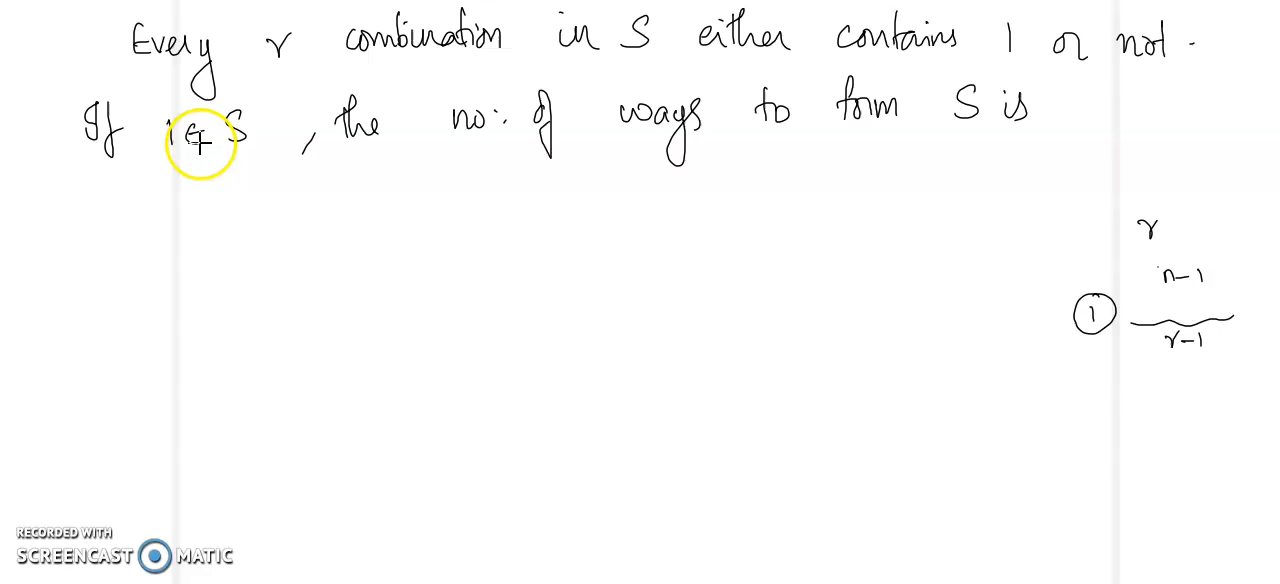 Every r combination in S either contains 1 or not.
If 1 ∈ S, the no: of ways to form S is
r
n-1
1
r-1
RECORDED WITH
SCREENCAST MATIC